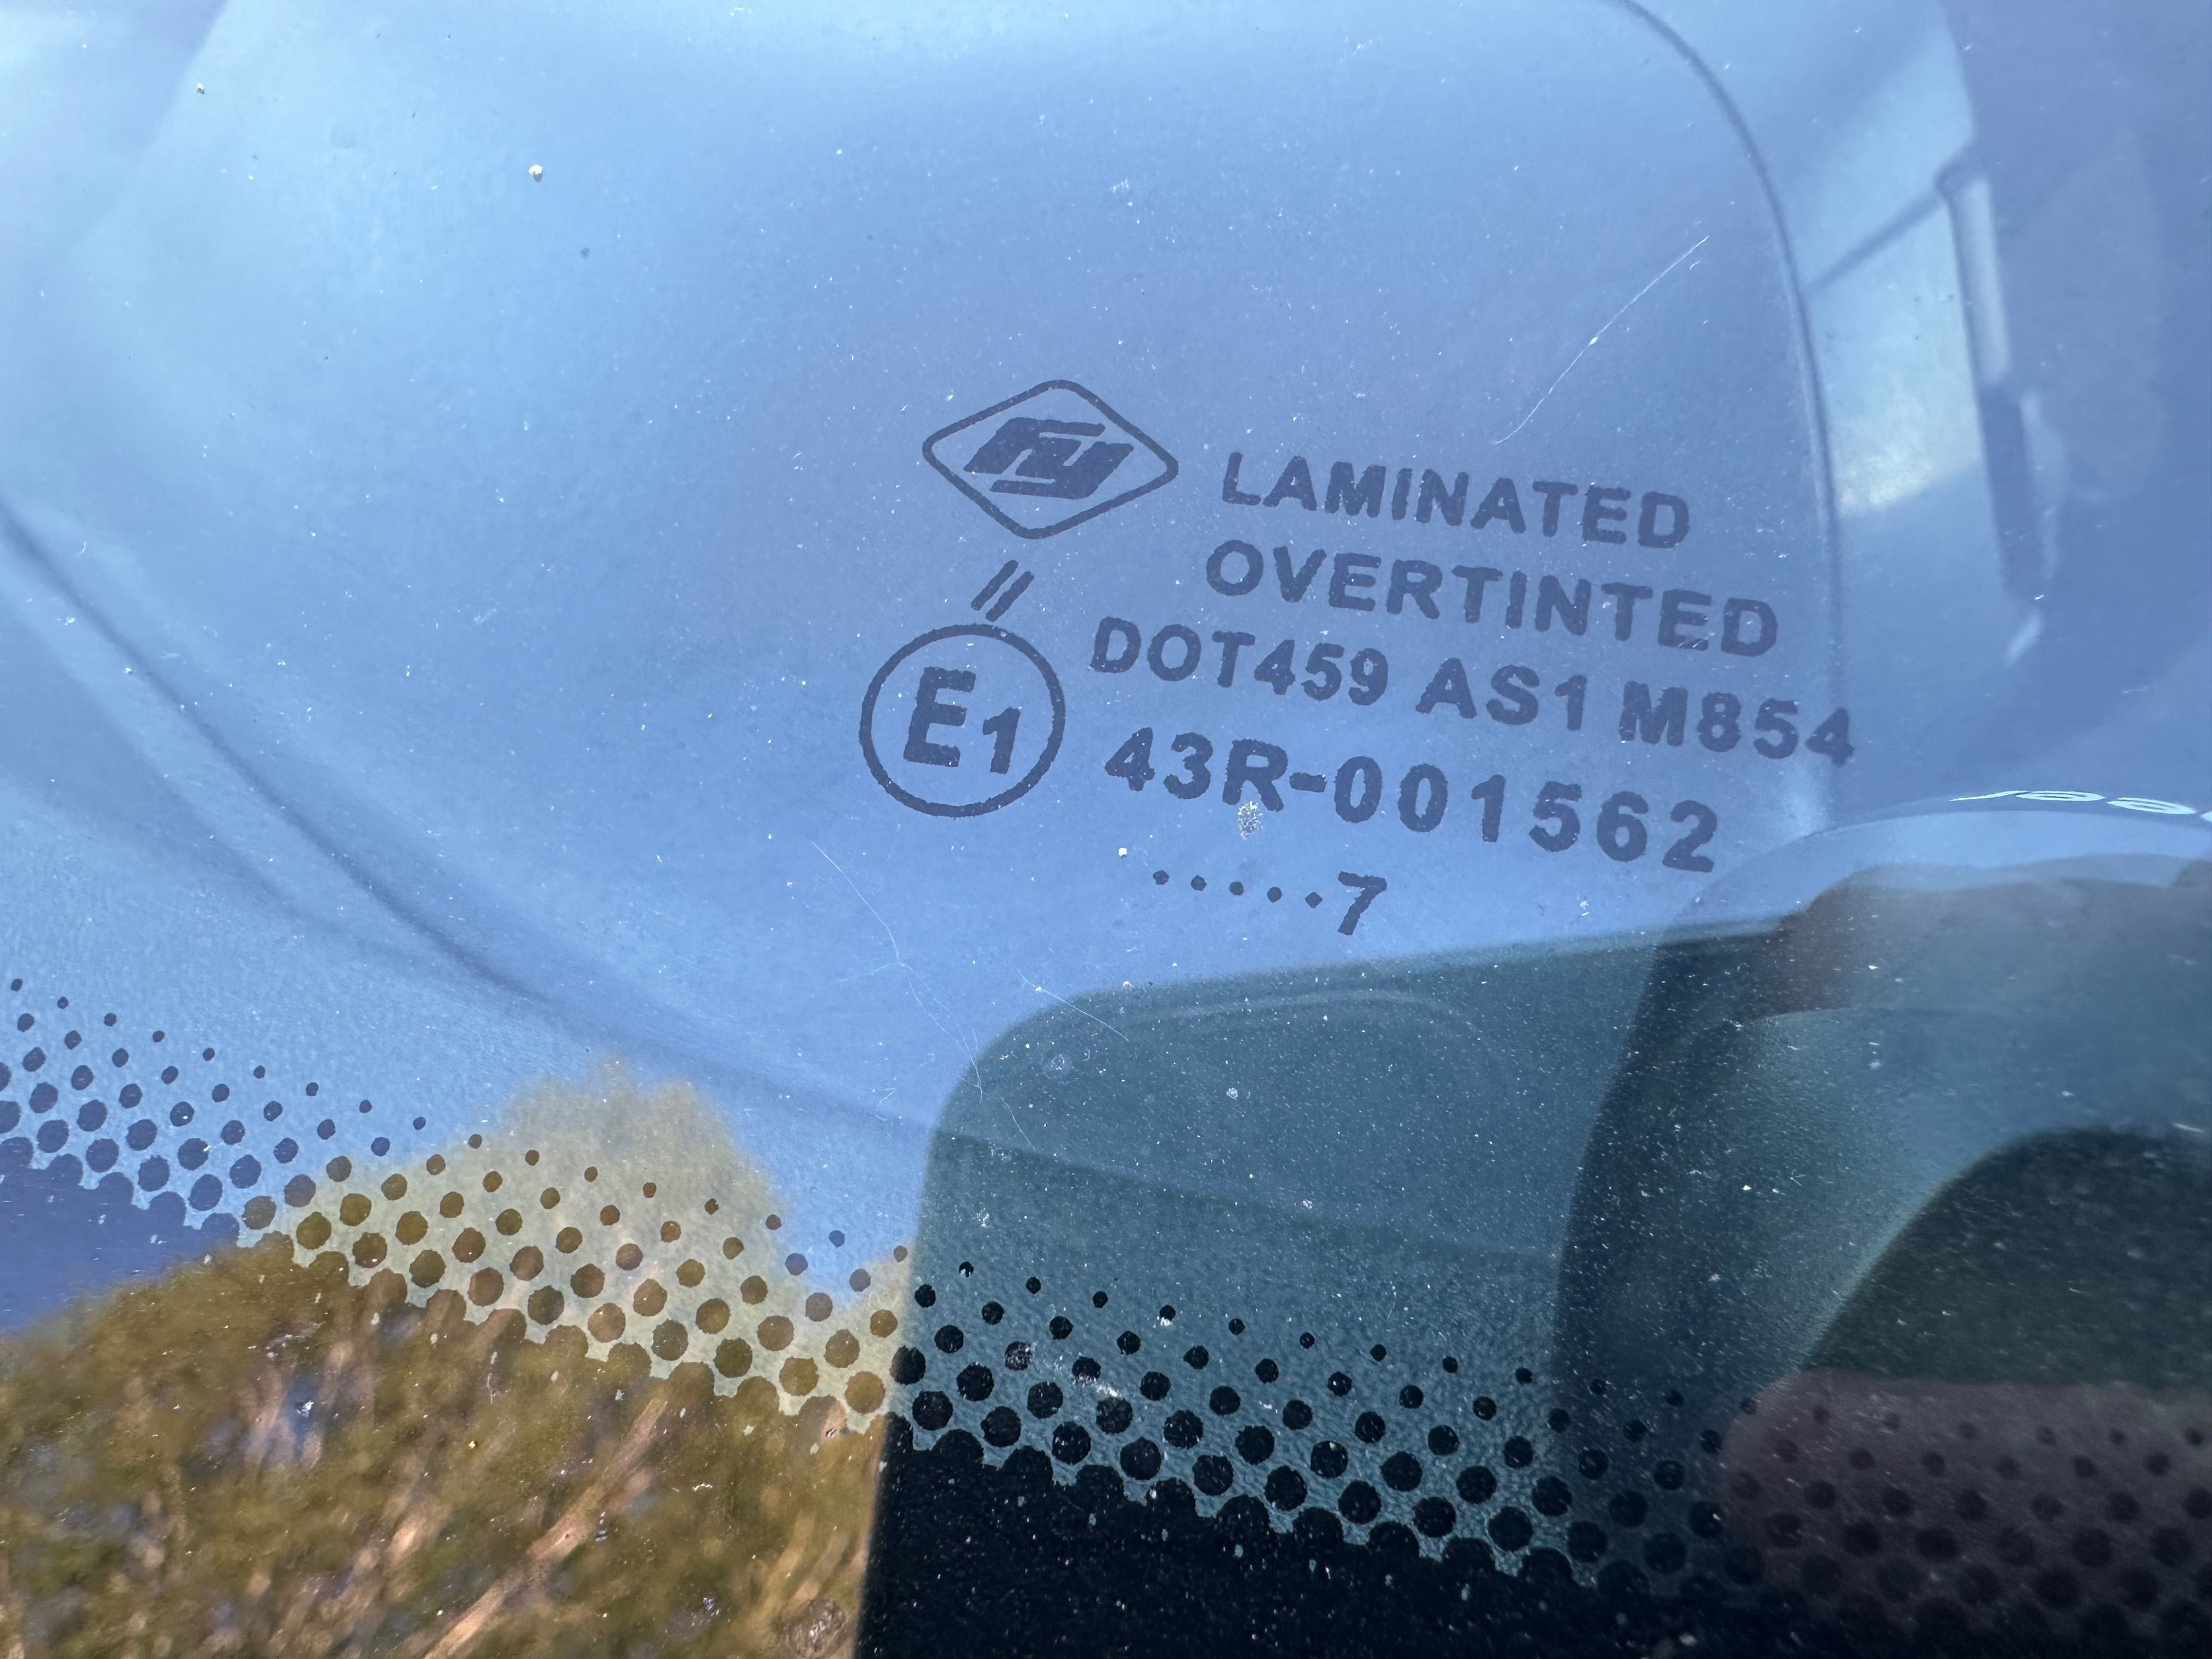 FY
LAMINATED
OVERTINTED
//
DOT459 AS1 M854
E1
43R-001562
.....7